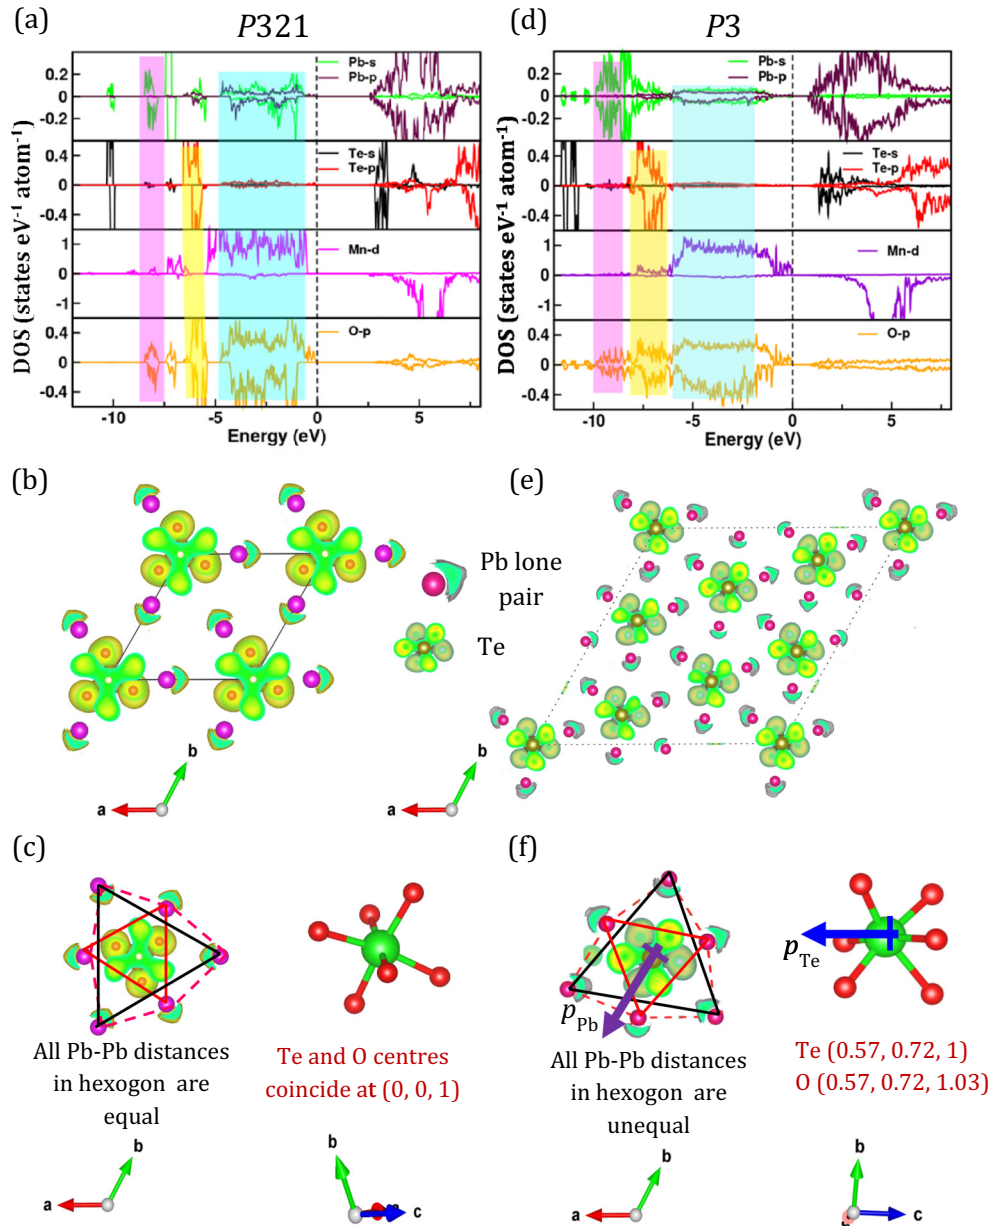 (a)
P321
(d)
P3
0.2
0
-0.2
Pb-s
Pb-p
0.4
0
-0.4
Te-s
Te-p
1
0
-1
Mn-d
0.4
0
-0.4
O-p
-10
-5
0
5
Energy (eV)
DOS (states eV-1 atom-1)
0.2
0
-0.2
Pb-s
Pb-p
0.4
0
-0.4
Te-s
Te-p
1
0
-1
Mn-d
0.4
0
-0.4
O-p
-10
-5
0
5
Energy (eV)
DOS (states eV-1 atom-1)
(b)
(e)
Pb lone
pair
Te
b
a
b
a
(c)
(f)
pPb
pTe
All Pb-Pb distances
in hexogon are
equal
Te and O centres
coincide at (0, 0, 1)
All Pb-Pb distances
in hexogon are
unequal
Te (0.57, 0.72, 1)
O (0.57, 0.72, 1.03)
b
a
b
c
b
a
b
c